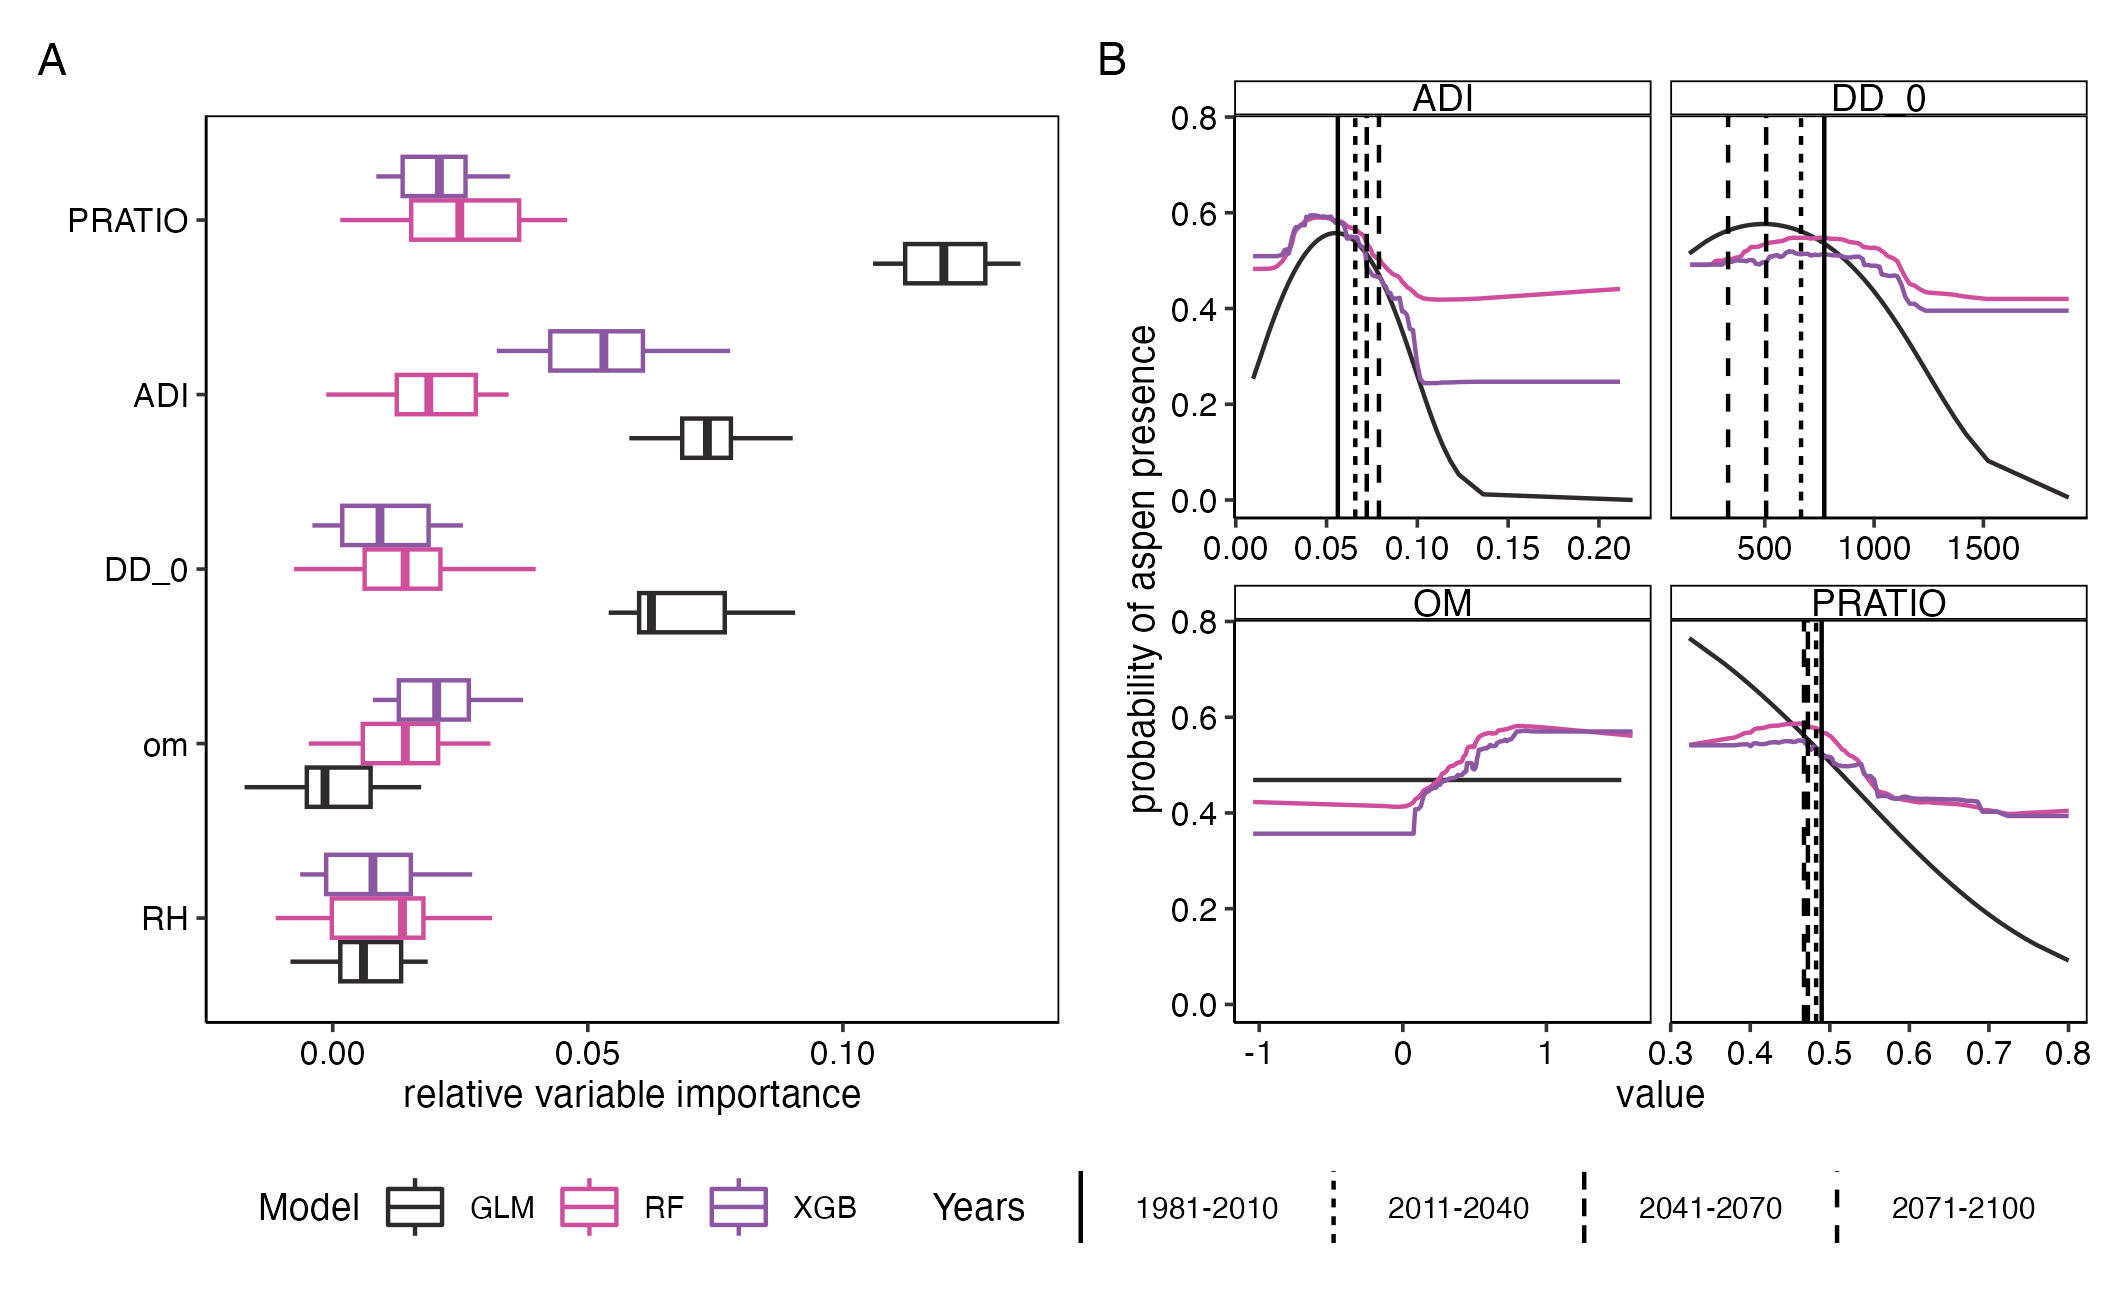 A
PRATIO
ADI
DD_0
om
RH
0.00 0.05 0.10
relative variable importance
B
probability of aspen presence
ADI
0.8
0.6
0.4
0.2
0.0
0.00 0.05 0.10 0.15 0.20
DD_0
500 1000 1500
OM
0.8
0.6
0.4
0.2
0.0
-1 0 1
PRATIO
0.3 0.4 0.5 0.6 0.7 0.8
value
Model GLM RF XGB
Years 1981-2010 2011-2040 2041-2070 2071-2100